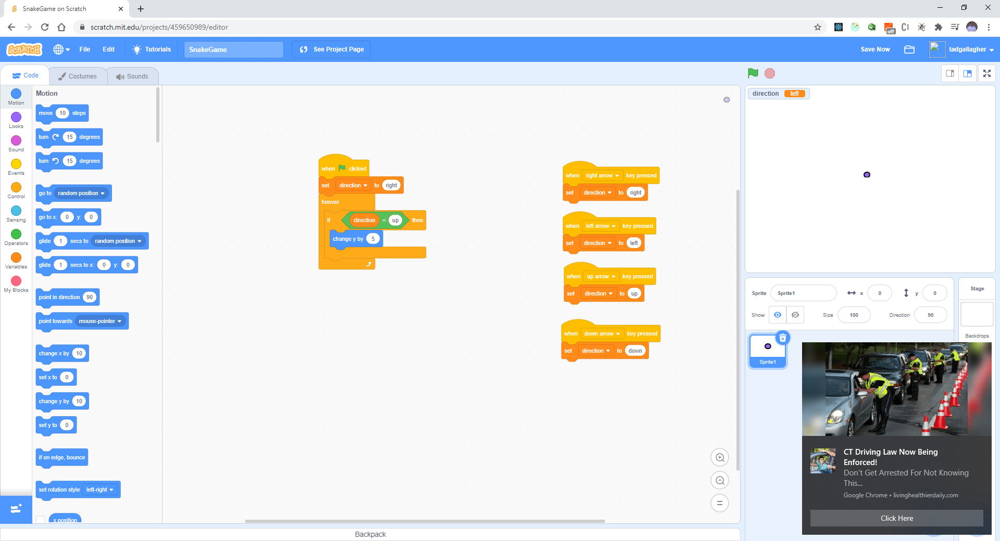 SnakeGame on Scratch
scratch.mit.edu/projects/459650989/editor
off
SCRATCH
File
Edit
Tutorials
SnakeGame
See Project Page
Save Now
tadgallagher
Code
Costumes
Sounds
Motion
Looks
Sound
Events
Control
Sensing
Operators
Variables
My Blocks
Motion
move 10 steps
turn 15 degrees
turn 15 degrees
go to random position
go to x: 0 y: 0
glide 1 secs to random position
glide 1 secs to x: 0 y: 0
point in direction 90
point towards mouse-pointer
change x by 10
set x to 0
change y by 10
set y to 0
if on edge, bounce
set rotation style left-right
x position
when clicked
set direction to right
forever
if direction = up then
change y by 5
when right arrow key pressed
set direction to right
when left arrow key pressed
set direction to left
when up arrow key pressed
set direction to up
when down arrow key pressed
set direction to down
Backpack
direction left
Sprite Sprite1 x 0 y 0
Show Size 100 Direction 90
Sprite1
Stage
Backdrops
CT Driving Law Now Being
Enforced!
Don't Get Arrested For Not Knowing
This...
Google Chrome • livinghealthierdaily.com
Click Here